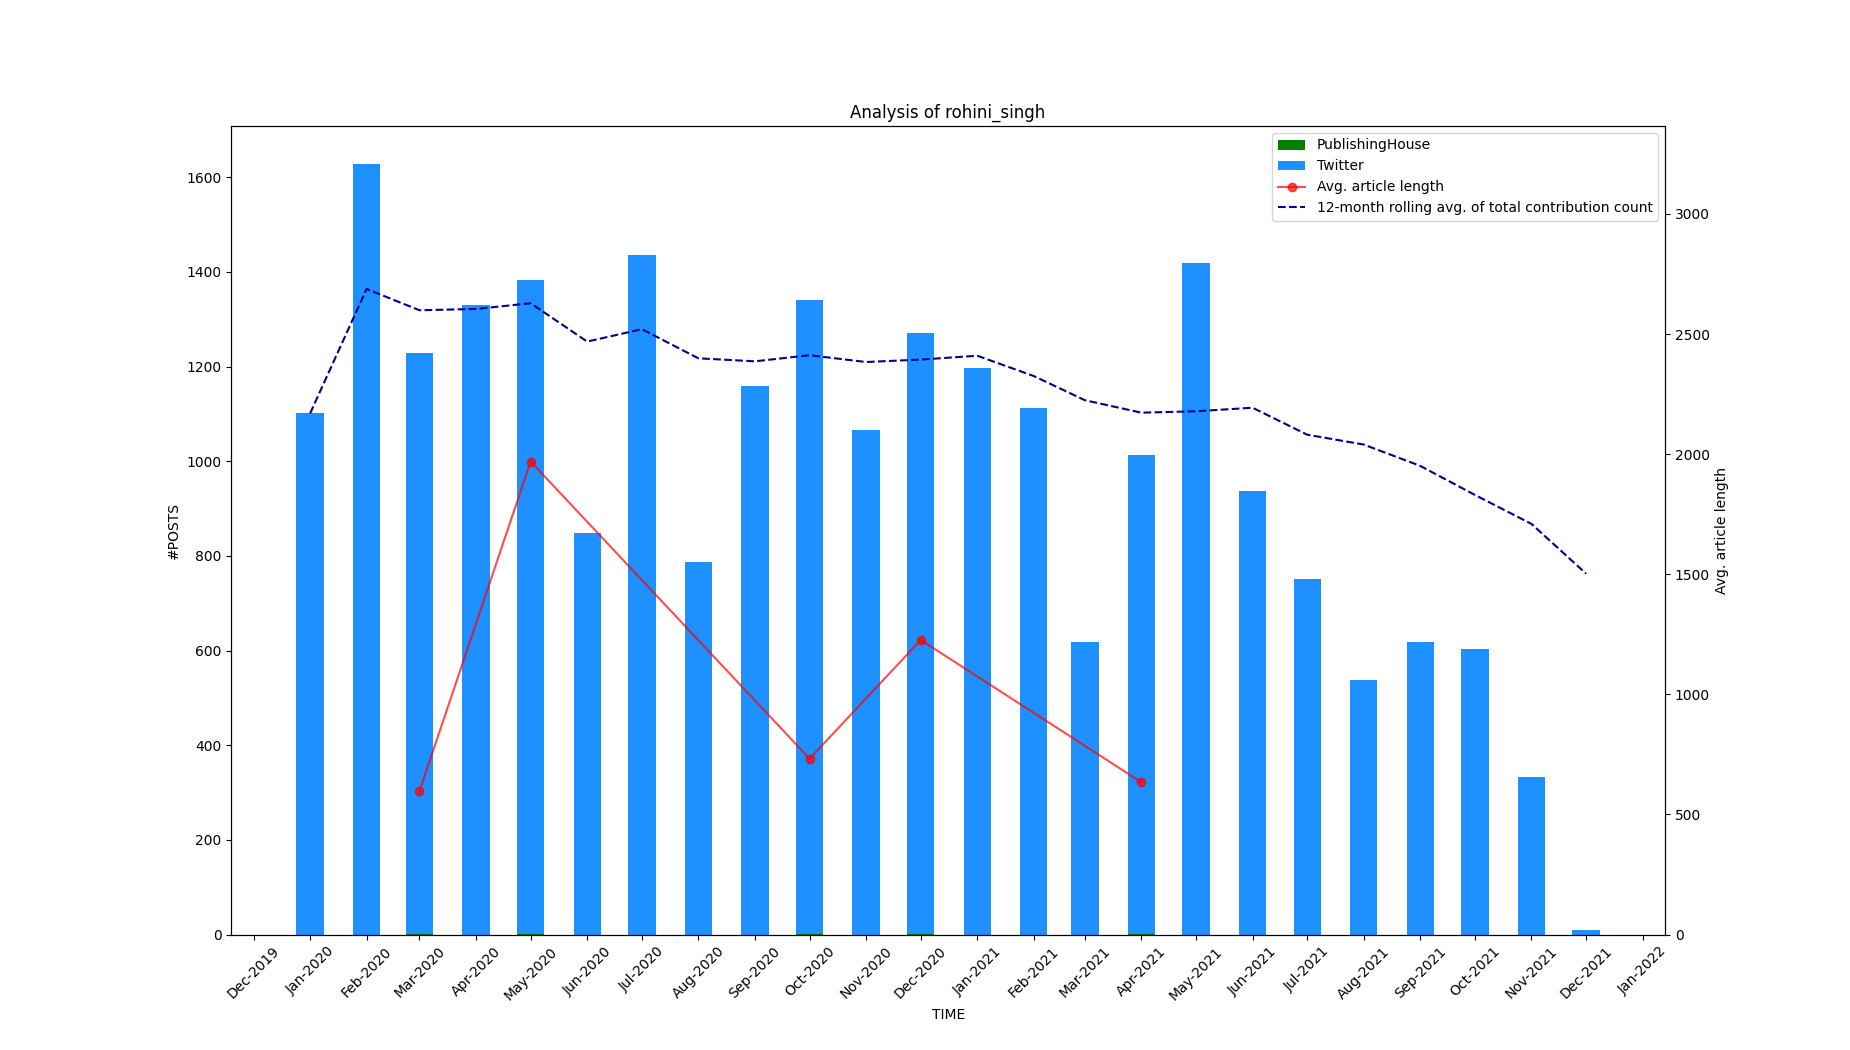 Analysis of rohini_singh
PublishingHouse
Twitter
Avg. article length
12-month rolling avg. of total contribution count
1600
1400
1200
1000
800
600
400
200
0
#POSTS
3000
2500
2000
1500
1000
500
0
Avg. article length
Dec-2019
Jan-2020
Feb-2020
Mar-2020
Apr-2020
May-2020
Jun-2020
Jul-2020
Aug-2020
Sep-2020
Oct-2020
Nov-2020
Dec-2020
Jan-2021
Feb-2021
Mar-2021
Apr-2021
May-2021
Jun-2021
Jul-2021
Aug-2021
Sep-2021
Oct-2021
Nov-2021
Dec-2021
Jan-2022
TIME